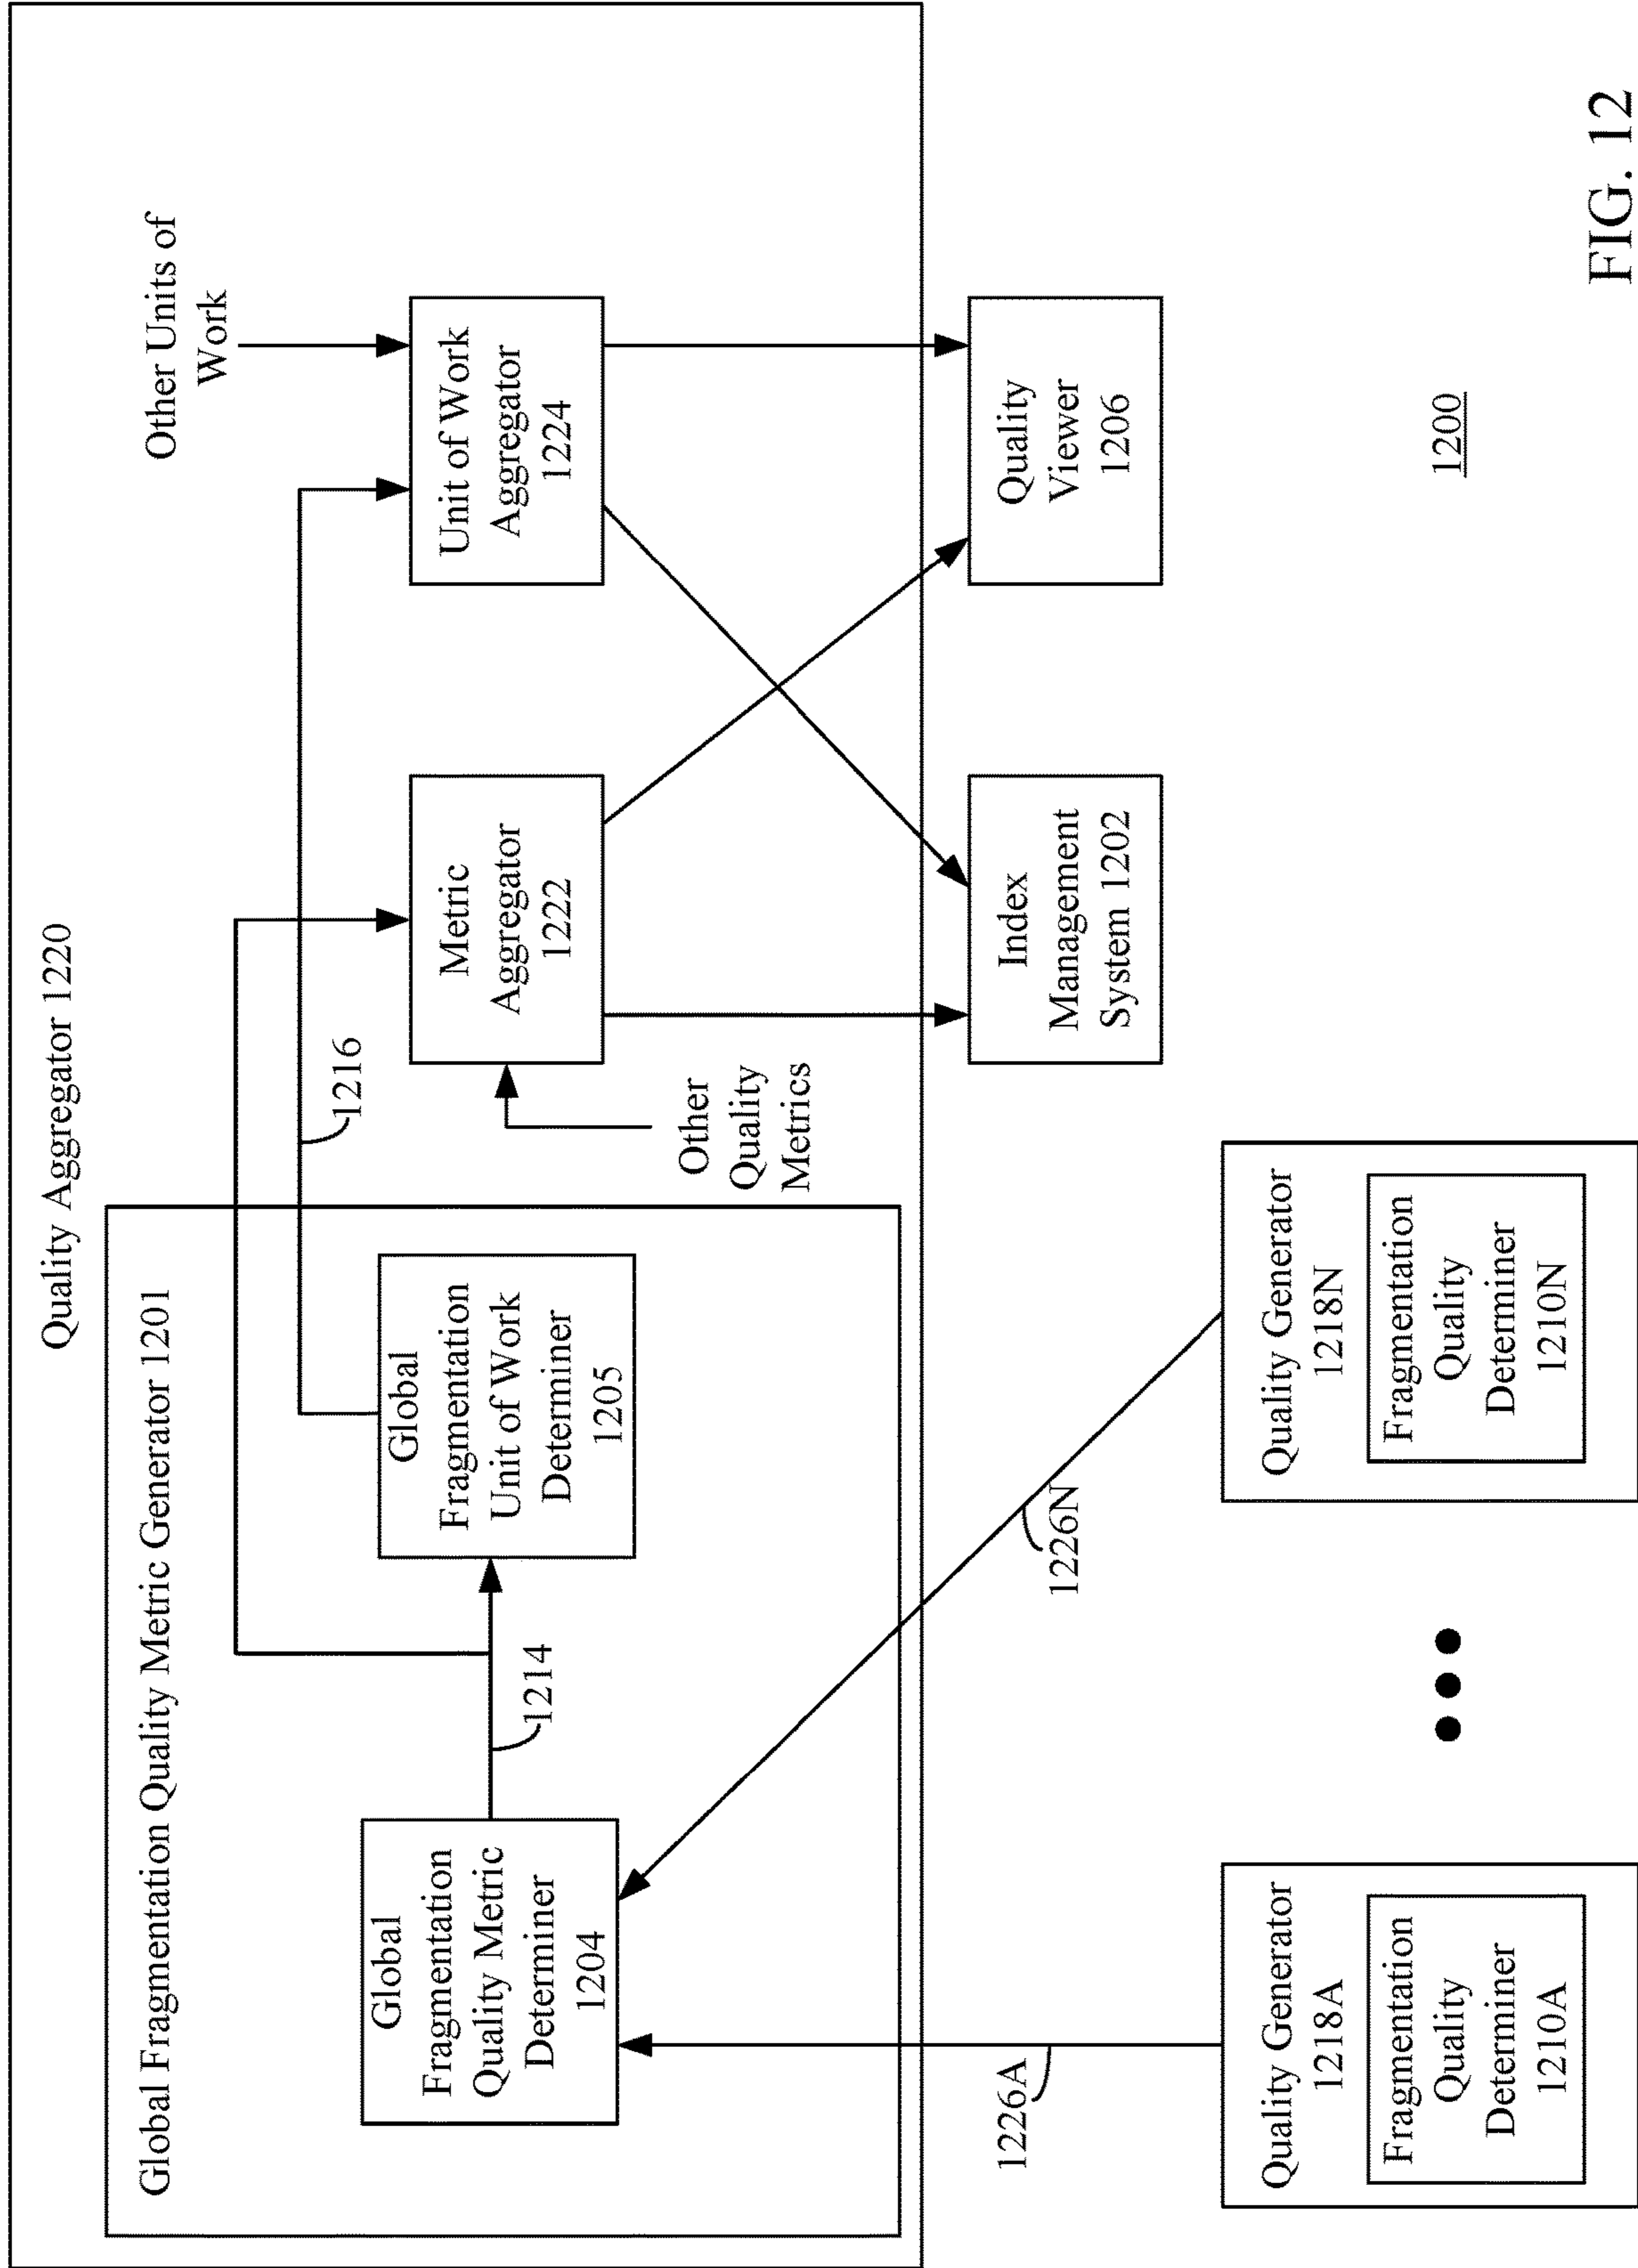 Quality Aggregator 1220
Global Fragmentation Quality Metric Generator 1201
Global
Fragmentation
Quality Metric
Determiner
1204
1214
Global
Fragmentation
Unit of Work
Determiner
1205
1216
Other
Quality
Metrics
Metric
Aggregator
1222
Other Units of
Work
Unit of Work
Aggregator
1224
Index
Management
System 1202
Quality
Viewer
1206
1226A
1226N
Quality Generator
1218A
Fragmentation
Quality
Determiner
1210A
Quality Generator
1218N
Fragmentation
Quality
Determiner
1210N
1200
FIG. 12